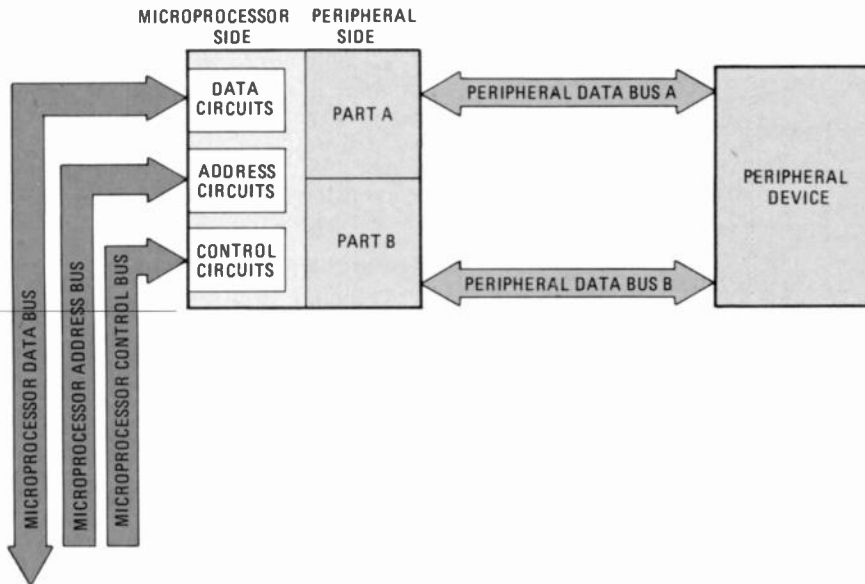 MICROPROCESSOR SIDE
PERIPHERAL SIDE
DATA CIRCUITS
ADDRESS CIRCUITS
CONTROL CIRCUITS
PART A
PART B
PERIPHERAL DATA BUS A
PERIPHERAL DATA BUS B
PERIPHERAL DEVICE
MICROPROCESSOR DATA BUS
MICROPROCESSOR ADDRESS BUS
MICROPROCESSOR CONTROL BUS